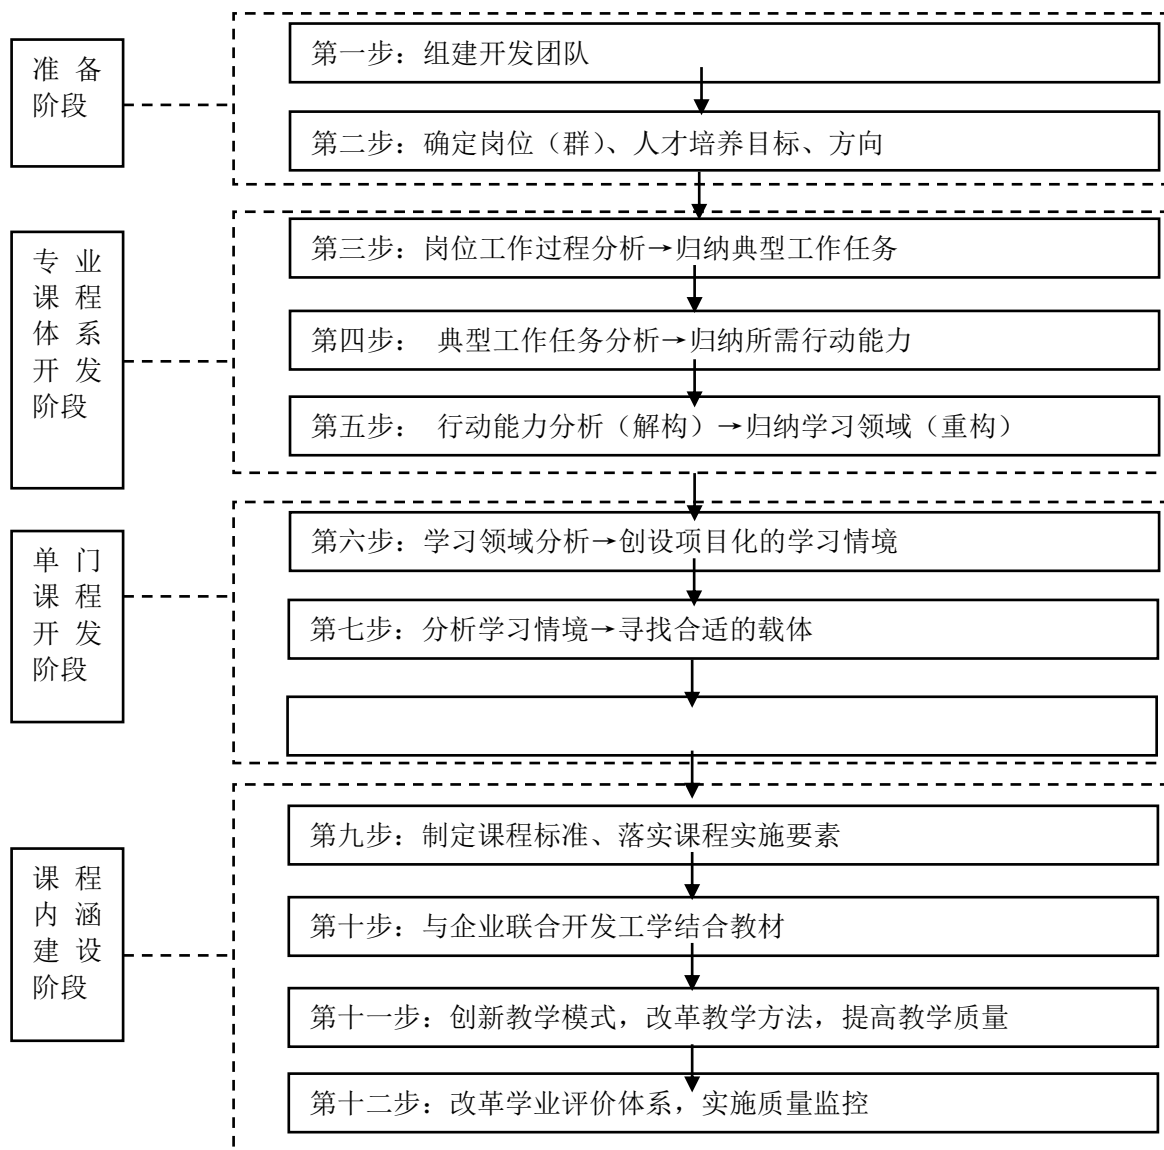 准 备
阶段
第一步：组建开发团队
第二步：确定岗位（群）、人才培养目标、方向
专 业
课 程
体 系
开 发
阶段
第三步：岗位工作过程分析→归纳典型工作任务
第四步： 典型工作任务分析→归纳所需行动能力
第五步： 行动能力分析（解构）→归纳学习领域（重构）
单 门
课 程
开 发
阶段
第六步：学习领域分析→创设项目化的学习情境
第七步：分析学习情境→寻找合适的载体
课 程
内 涵
建 设
阶段
第九步：制定课程标准、落实课程实施要素
第十步：与企业联合开发工学结合教材
第十一步：创新教学模式，改革教学方法，提高教学质量
第十二步：改革学业评价体系，实施质量监控